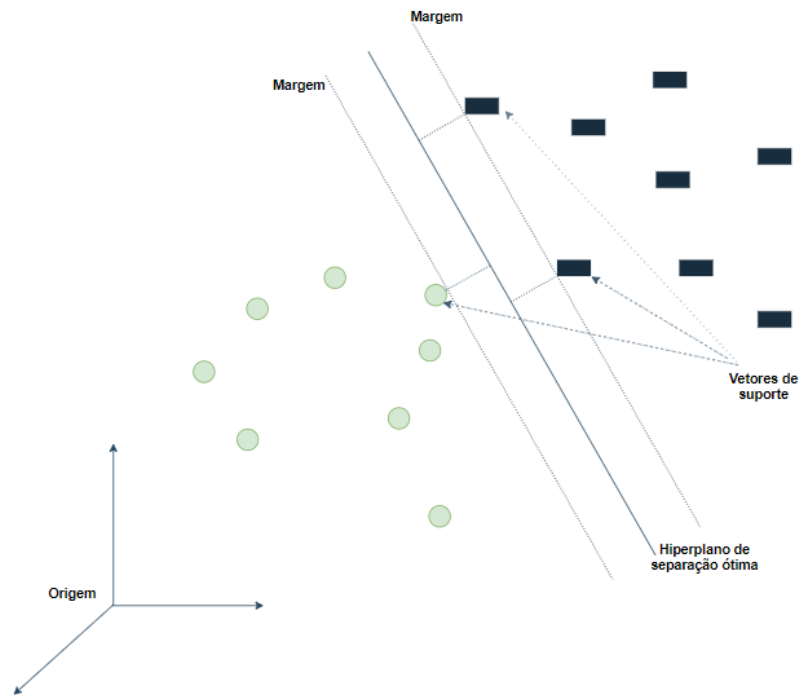 Margem
Margem
Vetores de
suporte
Hiperplano de
separação ótima
Origem